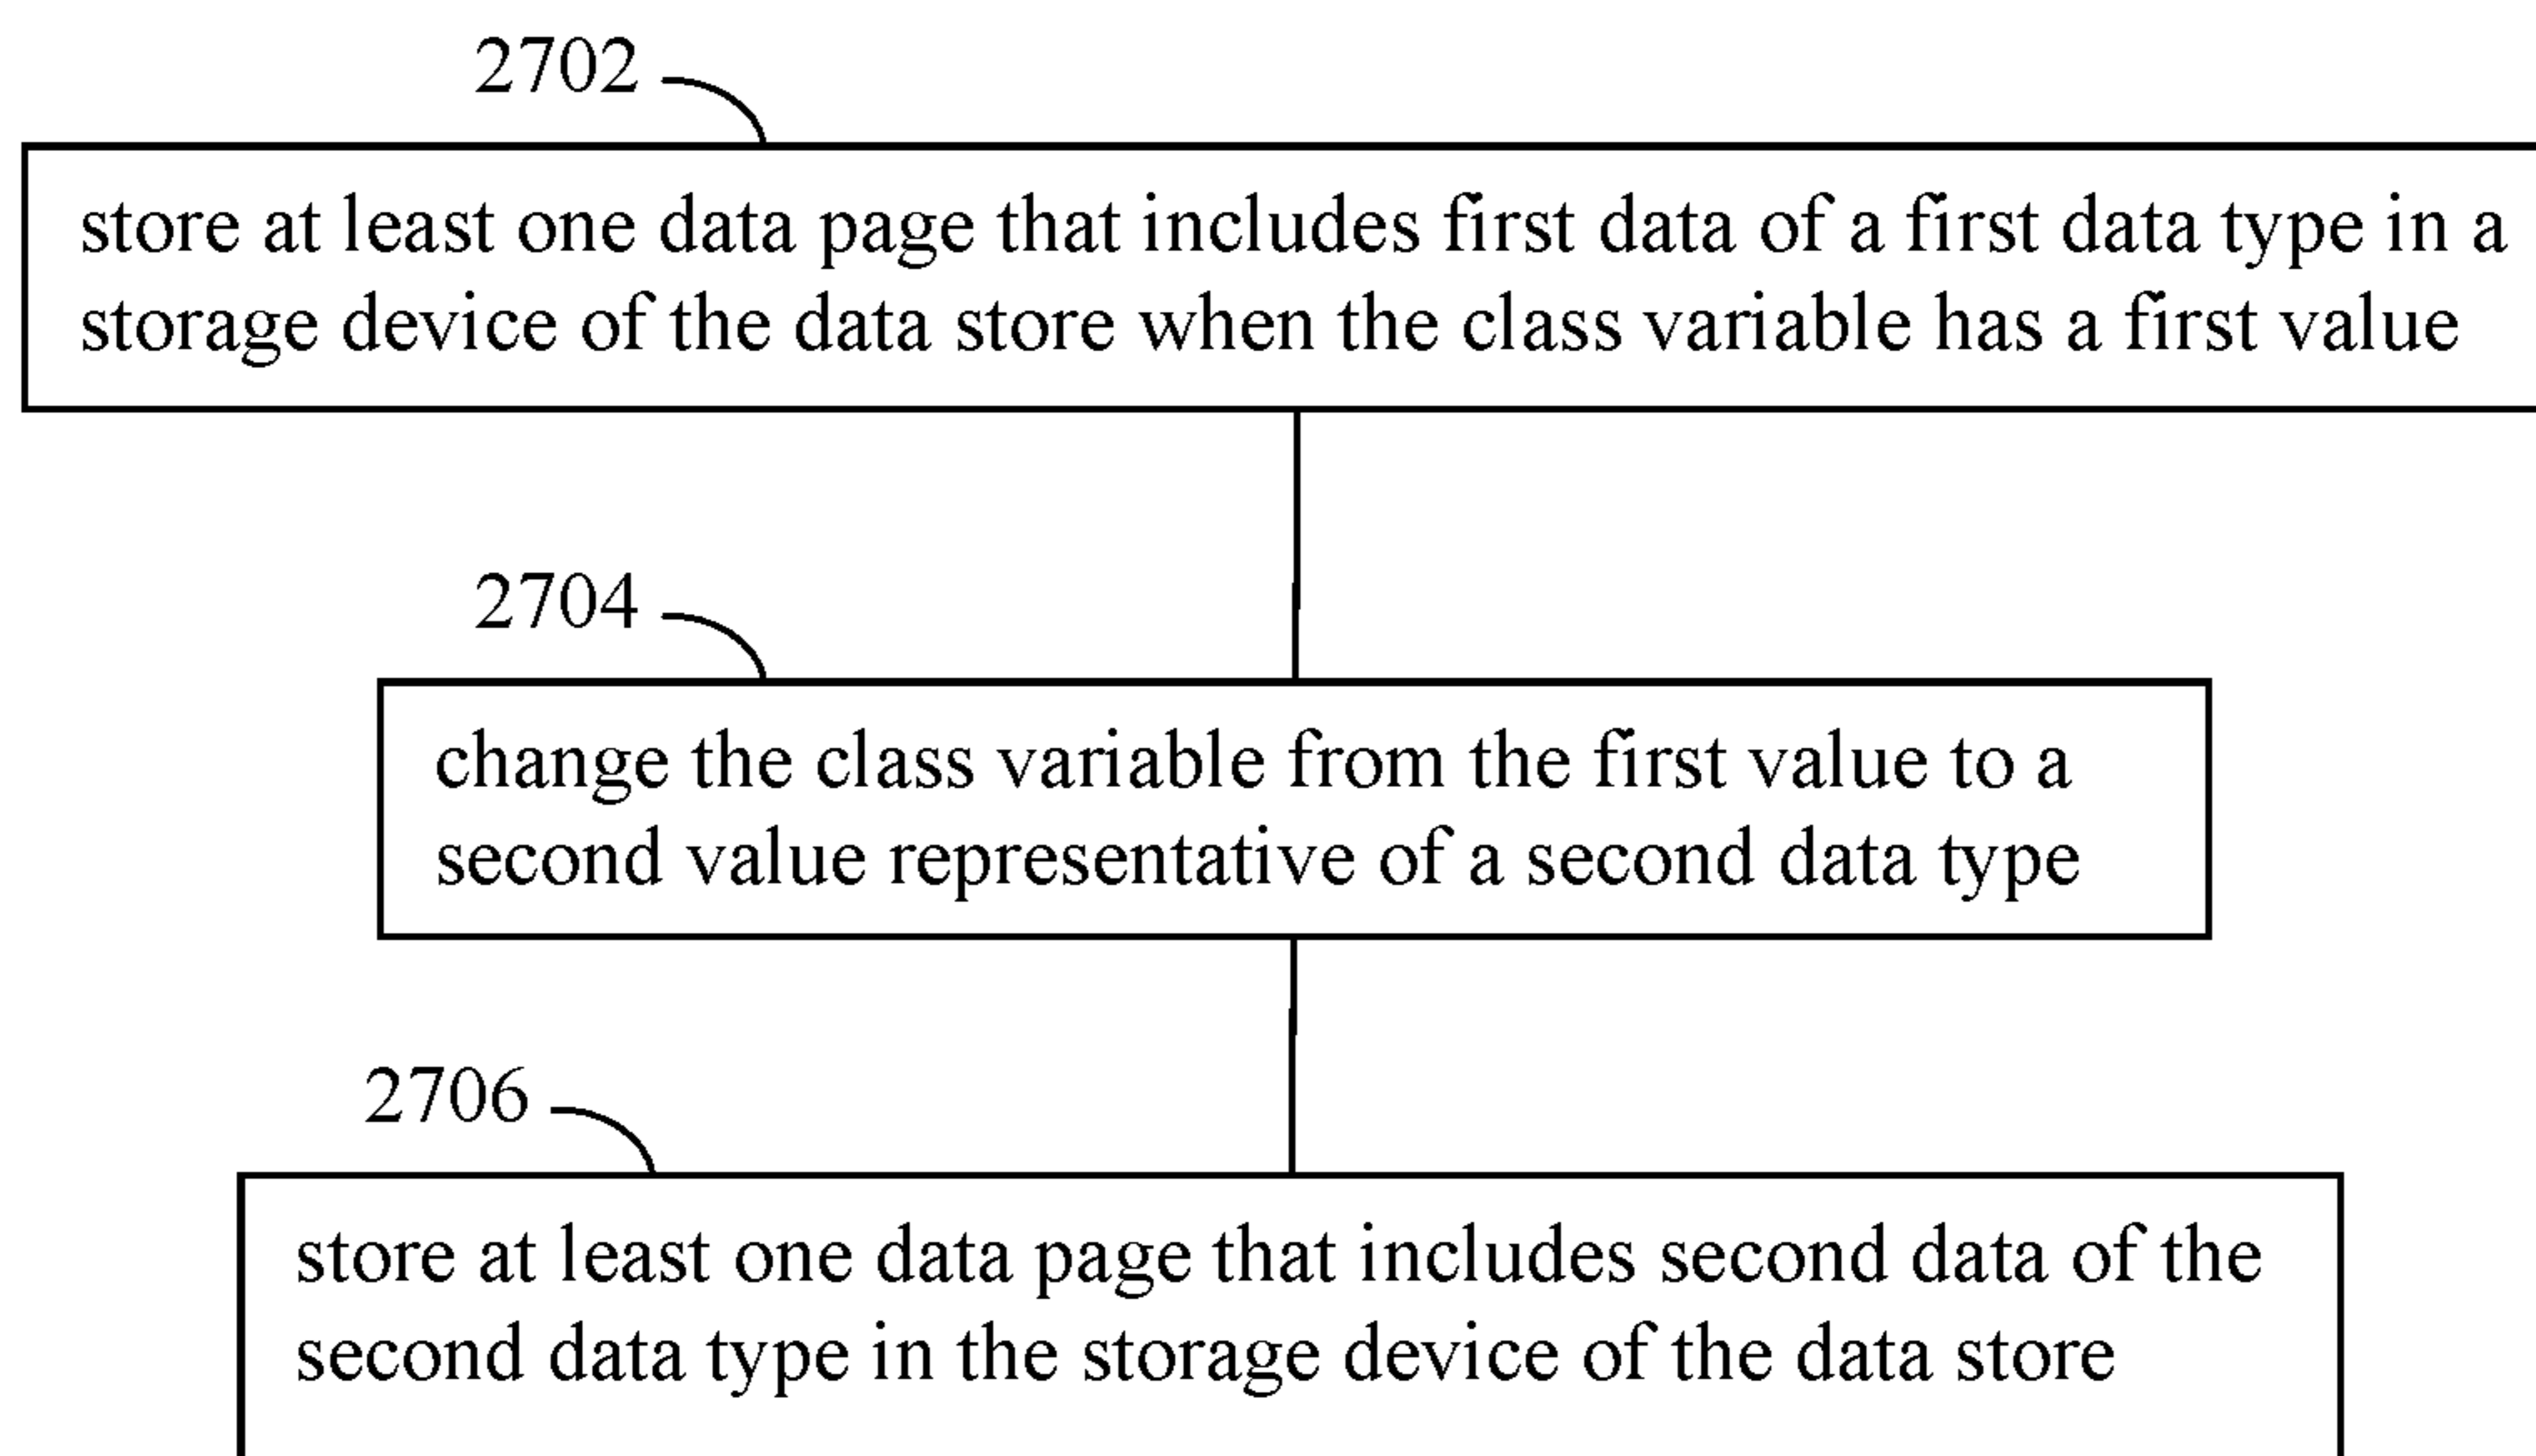 2702
store at least one data page that includes first data of a first data type in a
storage device of the data store when the class variable has a first value
2704
change the class variable from the first value to a
second value representative of a second data type
2706
store at least one data page that includes second data of the
second data type in the storage device of the data store